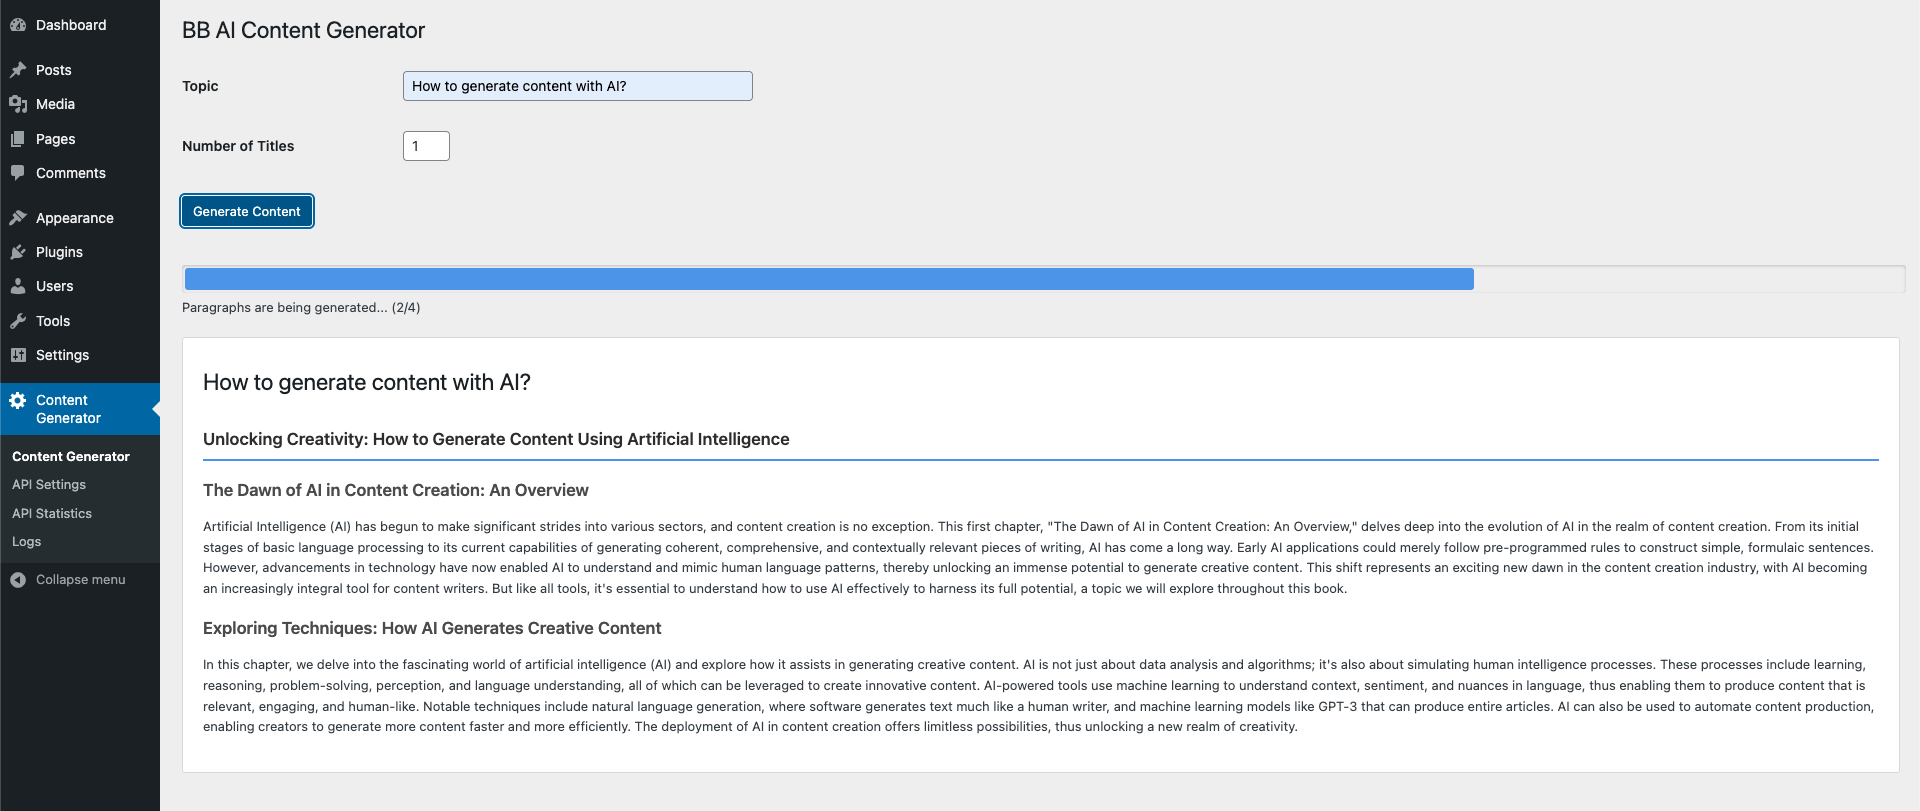 Dashboard
Posts
Media
Pages
Comments
Appearance
Plugins
Users
Tools
Settings
Content
Generator
Content Generator
API Settings
API Statistics
Logs
Collapse menu
BB AI Content Generator
Topic
How to generate content with AI?
Number of Titles
1
Generate Content
Paragraphs are being generated... (2/4)
How to generate content with AI?
Unlocking Creativity: How to Generate Content Using Artificial Intelligence
The Dawn of AI in Content Creation: An Overview
Artificial Intelligence (AI) has begun to make significant strides into various sectors, and content creation is no exception. This first chapter, "The Dawn of AI in Content Creation: An Overview," delves deep into the evolution of AI in the realm of content creation. From its initial
stages of basic language processing to its current capabilities of generating coherent, comprehensive, and contextually relevant pieces of writing, AI has come a long way. Early AI applications could merely follow pre-programmed rules to construct simple, formulaic sentences.
However, advancements in technology have now enabled AI to understand and mimic human language patterns, thereby unlocking an immense potential to generate creative content. This shift represents an exciting new dawn in the content creation industry, with AI becoming
an increasingly integral tool for content writers. But like all tools, it's essential to understand how to use AI effectively to harness its full potential, a topic we will explore throughout this book.
Exploring Techniques: How AI Generates Creative Content
In this chapter, we delve into the fascinating world of artificial intelligence (AI) and explore how it assists in generating creative content. AI is not just about data analysis and algorithms; it's also about simulating human intelligence processes. These processes include learning,
reasoning, problem-solving, perception, and language understanding, all of which can be leveraged to create innovative content. AI-powered tools use machine learning to understand context, sentiment, and nuances in language, thus enabling them to produce content that is
relevant, engaging, and human-like. Notable techniques include natural language generation, where software generates text much like a human writer, and machine learning models like GPT-3 that can produce entire articles. AI can also be used to automate content production,
enabling creators to generate more content faster and more efficiently. The deployment of AI in content creation offers limitless possibilities, thus unlocking a new realm of creativity.